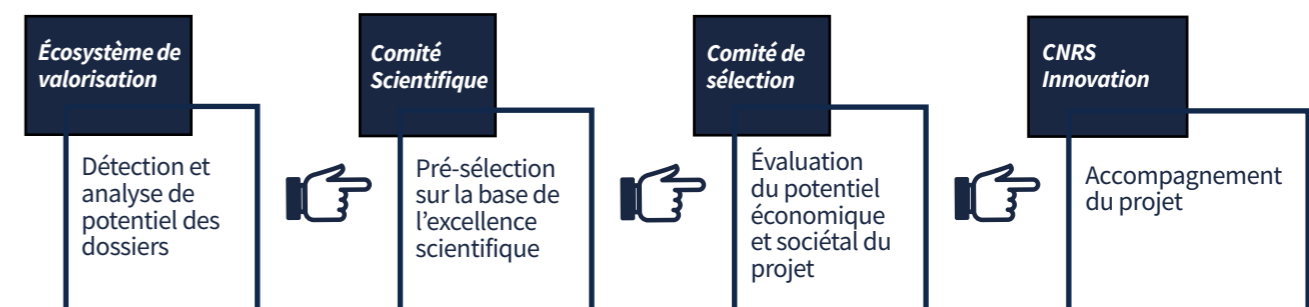 Écosystème de
valorisation
Détection et
analyse de
potentiel des
dossiers
Comité
Scientifique
Pré-sélection
sur la base de
l’excellence
scientifique
Comité de
sélection
Évaluation
du potentiel
économique
et sociétal du
projet
CNRS
Innovation
Accompagnement
du projet